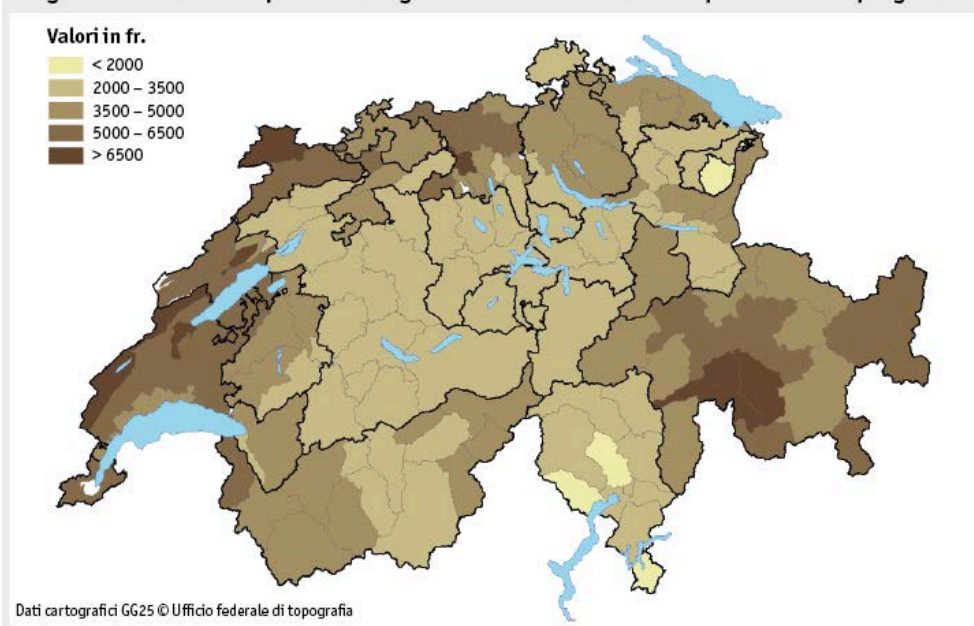 Valori in fr.
< 2000
2000 – 3500
3500 – 5000
5000 – 6500
> 6500
Dati cartografici GG25 © Ufficio federale di topografia